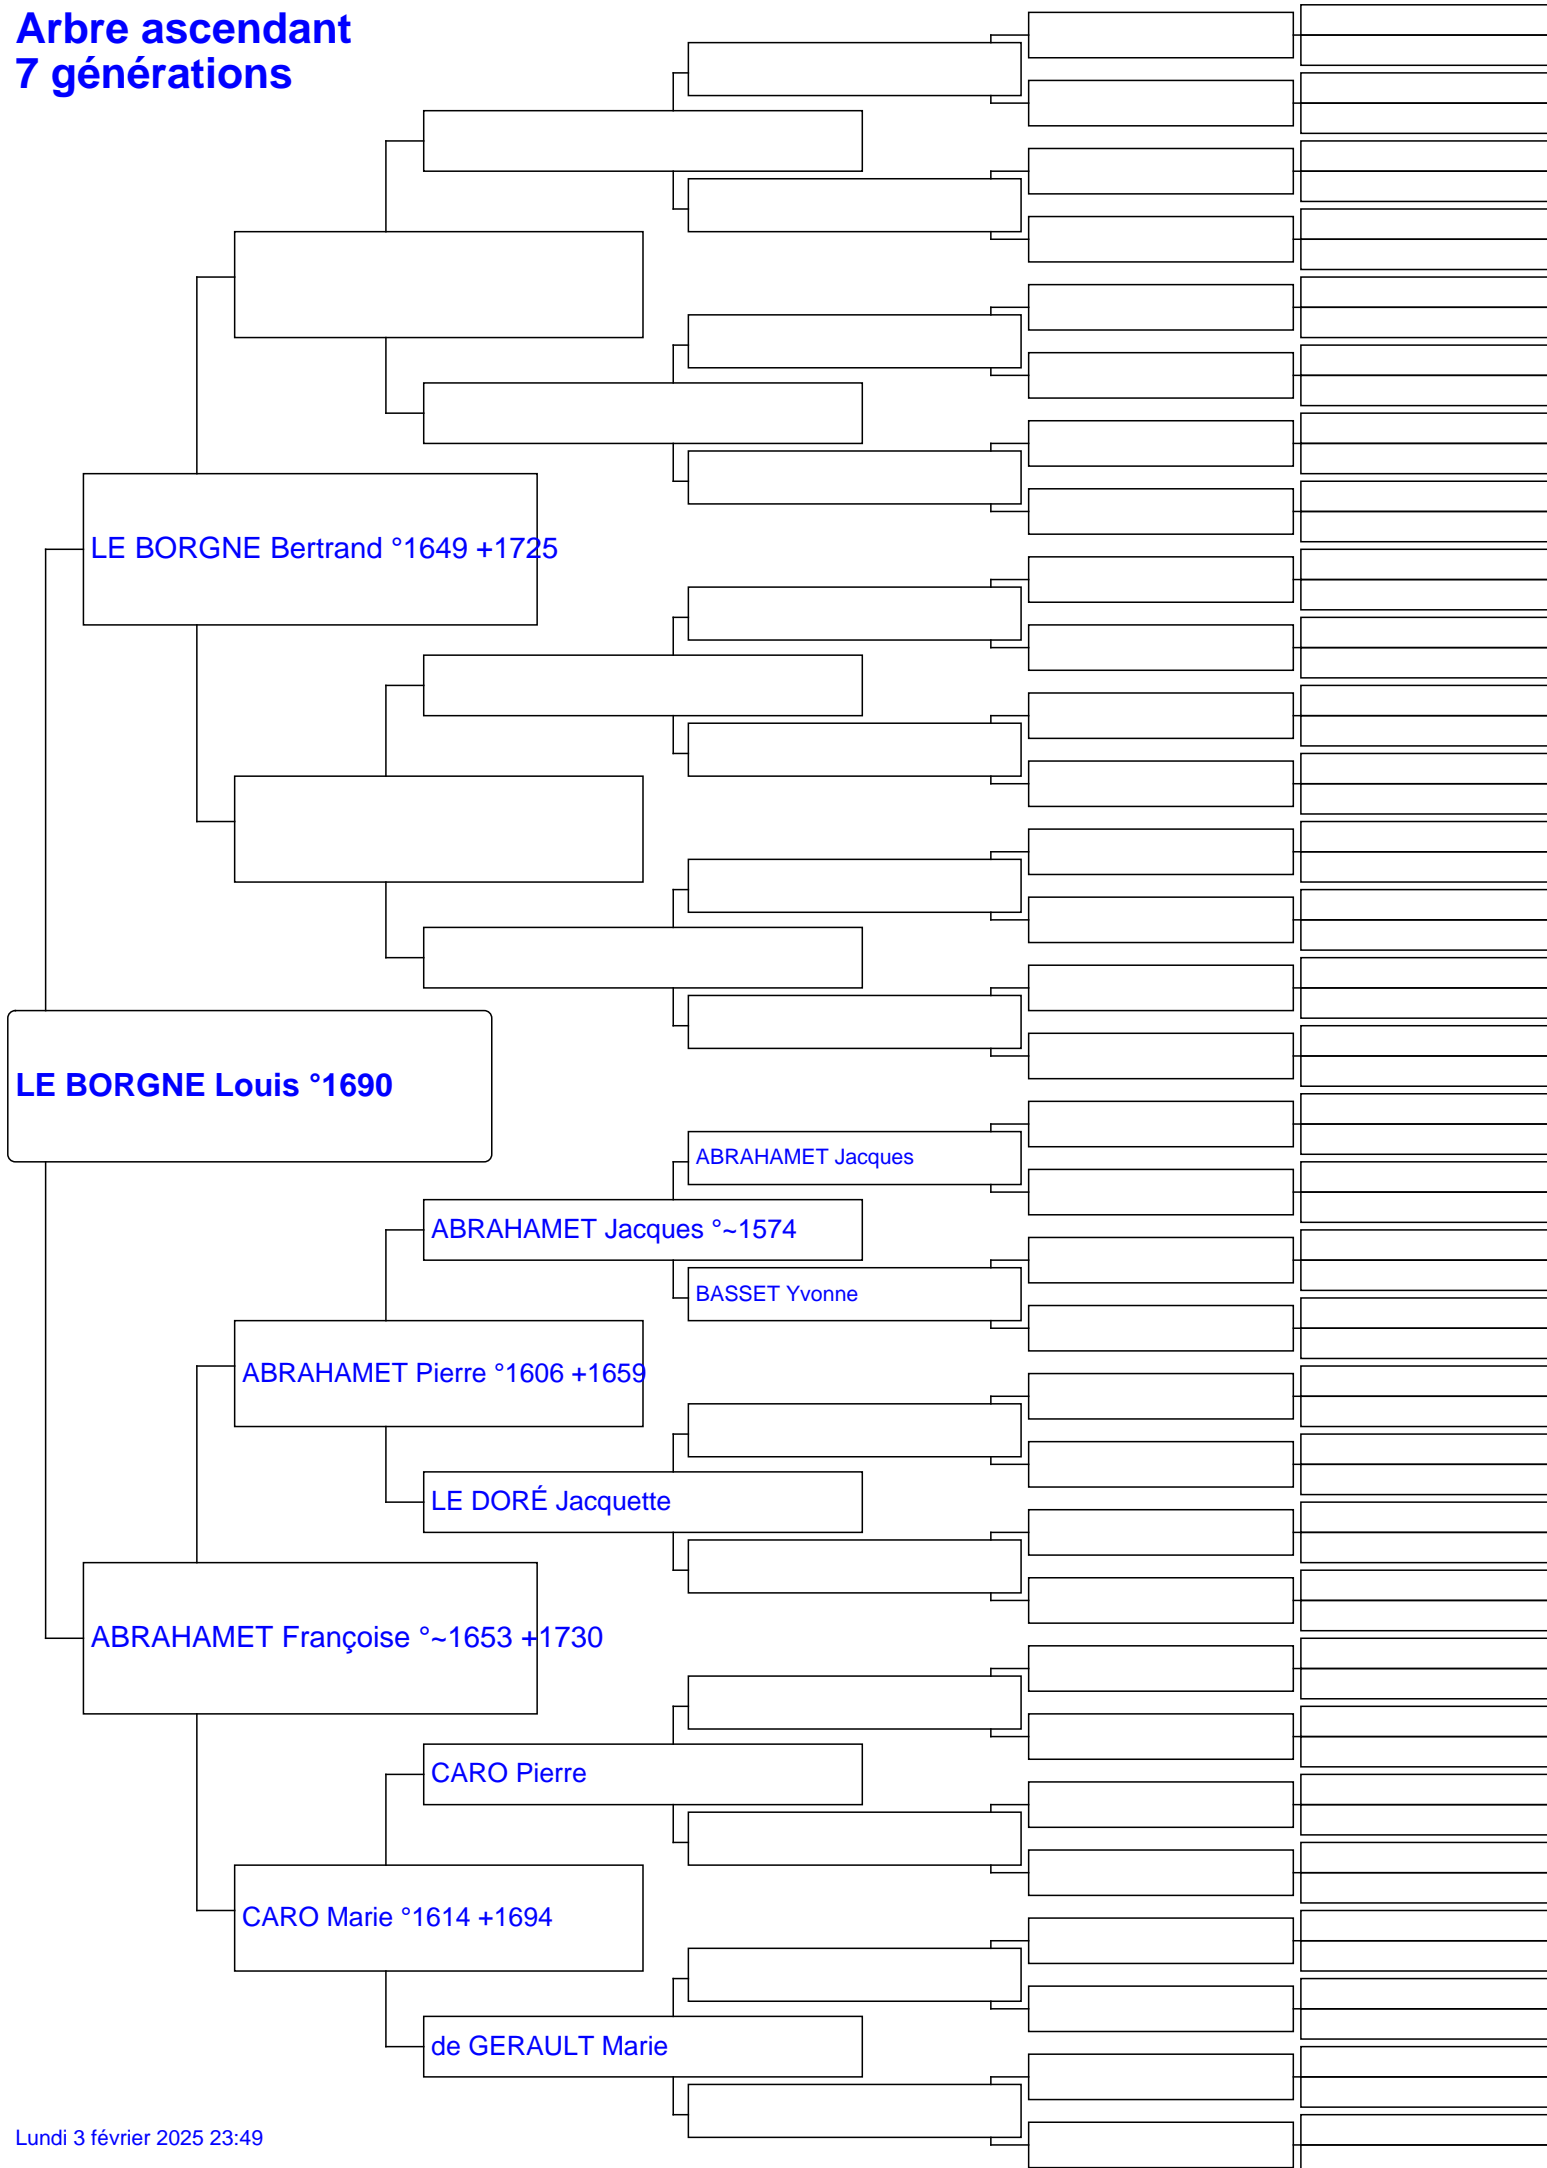 Arbre ascendant
7 générations
LE BORGNE Bertrand °1649 +1725
LE BORGNE Louis °1690
ABRAHAMET Jacques
ABRAHAMET Jacques °~1574
BASSET Yvonne
ABRAHAMET Pierre °1606 +1659
LE DORÉ Jacquette
ABRAHAMET Françoise °~1653 +1730
CARO Pierre
CARO Marie °1614 +1694
de GERAULT Marie
Lundi 3 février 2025 23:49